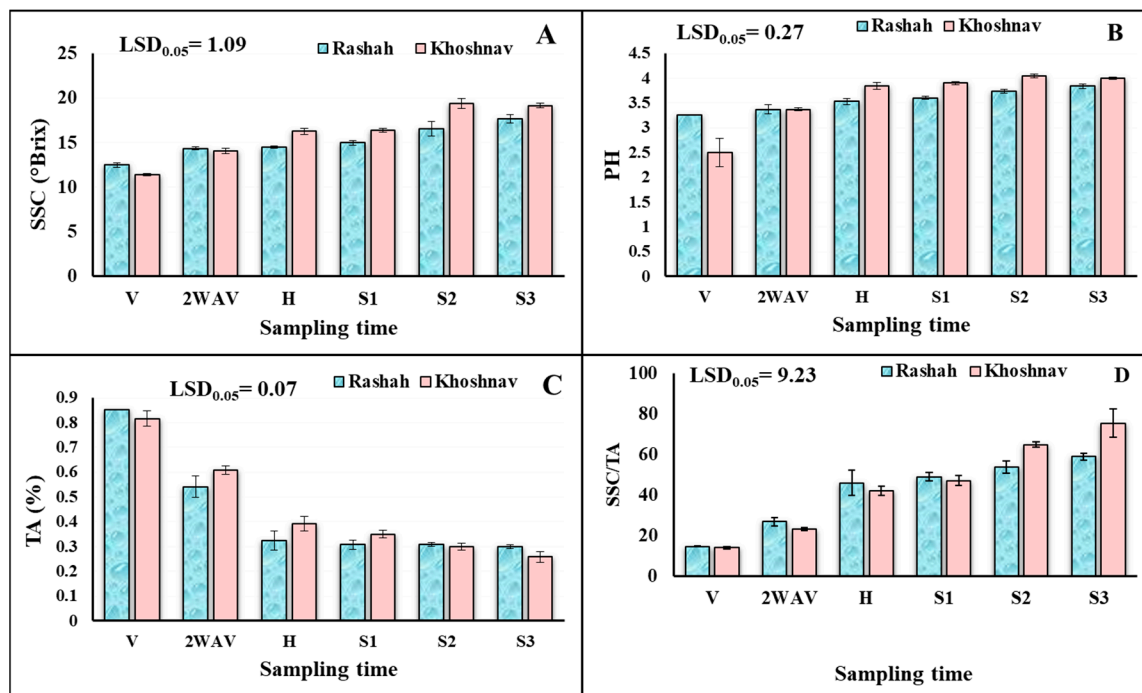 LSD0.05= 1.09
Rashah Khoshnav
A
25
20
15
10
5
0
SSC (°Brix)
V 2WAV H S1 S2 S3
Sampling time
LSD0.05= 0.27
Rashah Khoshnav
B
4.5
4
3.5
3
2.5
2
1.5
1
0.5
0
PH
V 2WAV H S1 S2 S3
Sampling time
LSD0.05= 0.07
Rashah Khoshnav
C
0.9
0.8
0.7
0.6
0.5
0.4
0.3
0.2
0.1
0
TA (%)
V 2WAV H S1 S2 S3
Sampling time
LSD0.05= 9.23
Rashah Khoshnav
D
100
80
60
40
20
0
SSC/TA
V 2WAV H S1 S2 S3
Sampling time